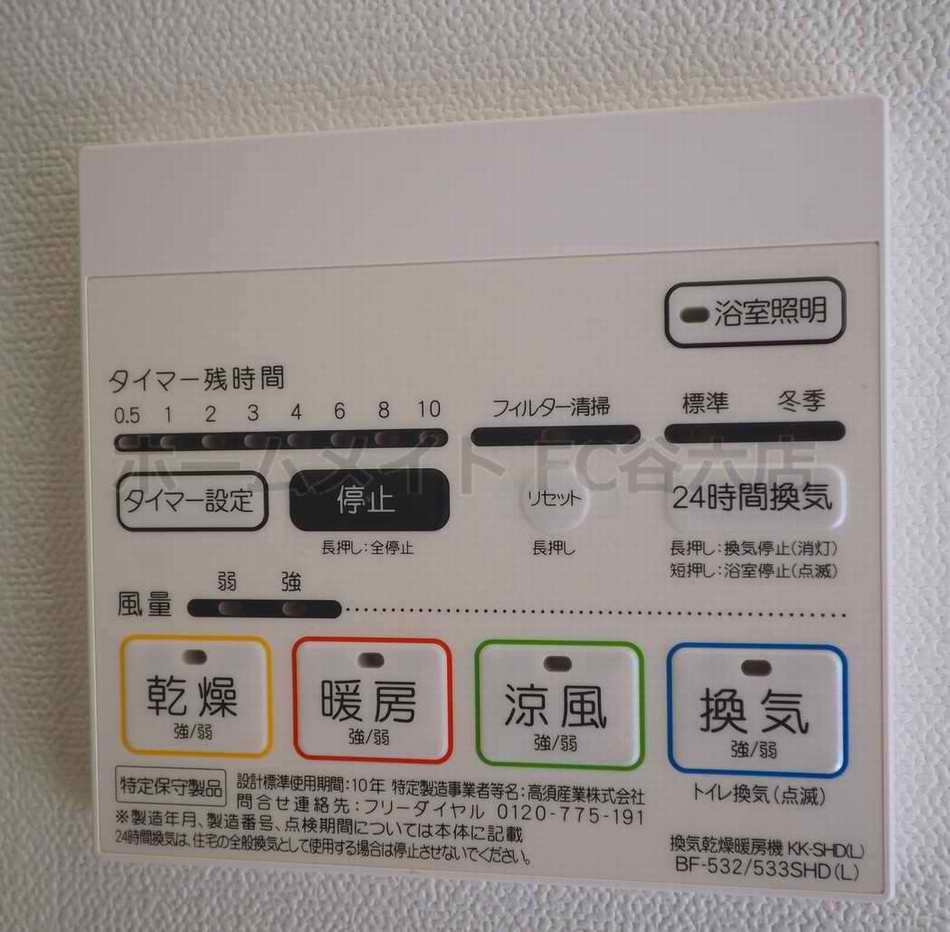 浴室照明
タイマー残時間
0.5 1 2 3 4 6 8 10
フィルター清掃
標準 冬季
ホームメイト FC谷六店
タイマー設定
停止
リセット
24時間換気
長押し:全停止
長押し
長押し:換気停止(消灯)
短押し:浴室停止(点滅)
弱 強
風量
乾燥
強/弱
暖房
強/弱
涼風
強/弱
換気
強/弱
トイレ換気(点滅)
特定保守製品
設計標準使用期間:10年 特定製造事業者等名:高須産業株式会社
問合せ連絡先:フリーダイヤル 0120-775-191
※製造年月、製造番号、点検期間については本体に記載
24時間換気は、住宅の全般換気として使用する場合は停止させないでください。
換気乾燥暖房機 KK-SHD(L)
BF-532/533SHD(L)